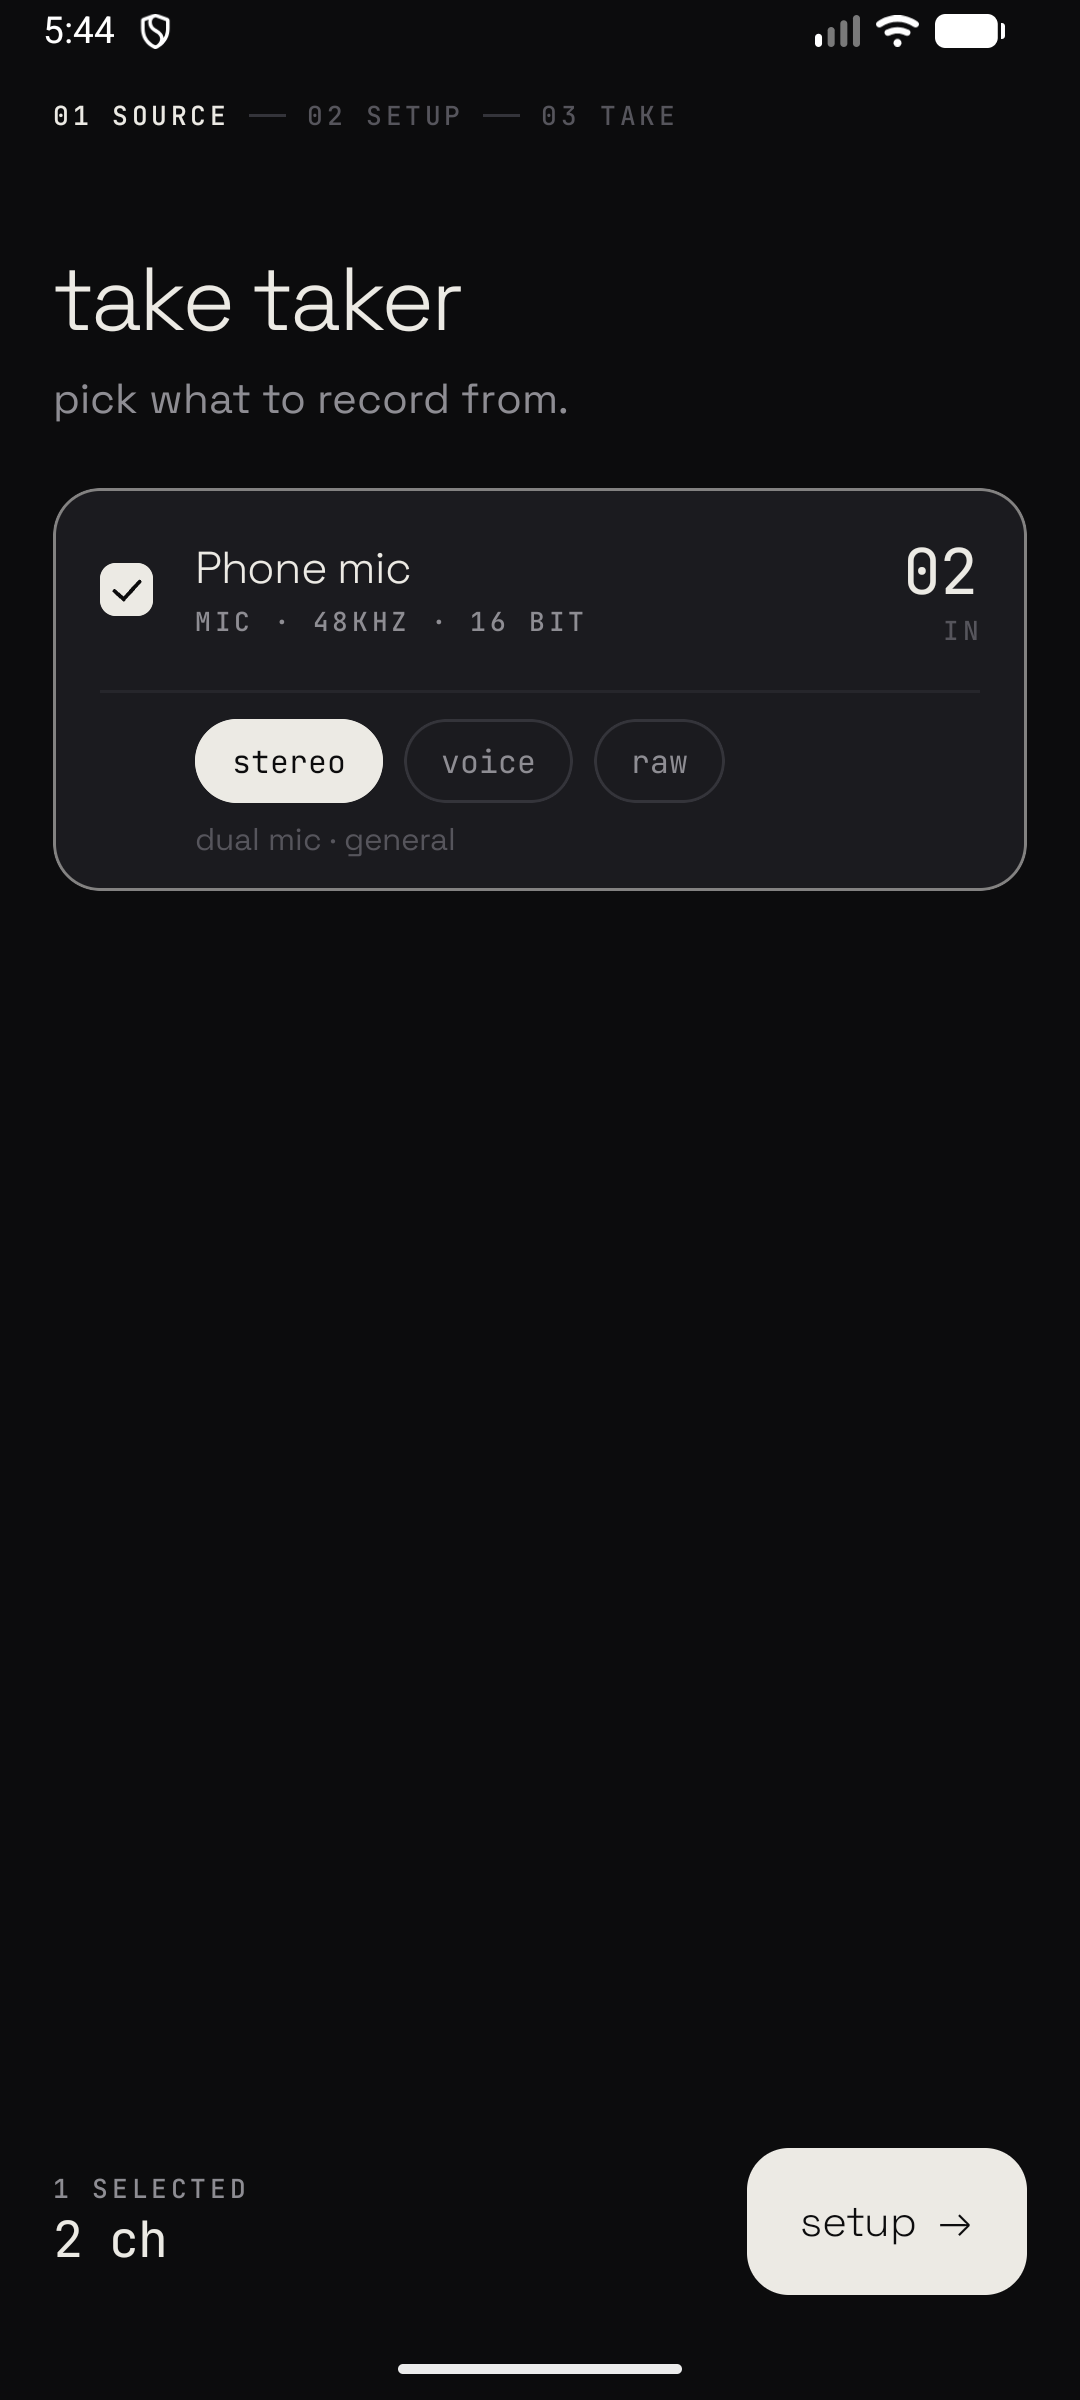 5:44
01 SOURCE — 02 SETUP — 03 TAKE
take taker
pick what to record from.
Phone mic
MIC · 48KHZ · 16 BIT
02
IN
stereo voice raw
dual mic · general
1 SELECTED
2 ch
setup →